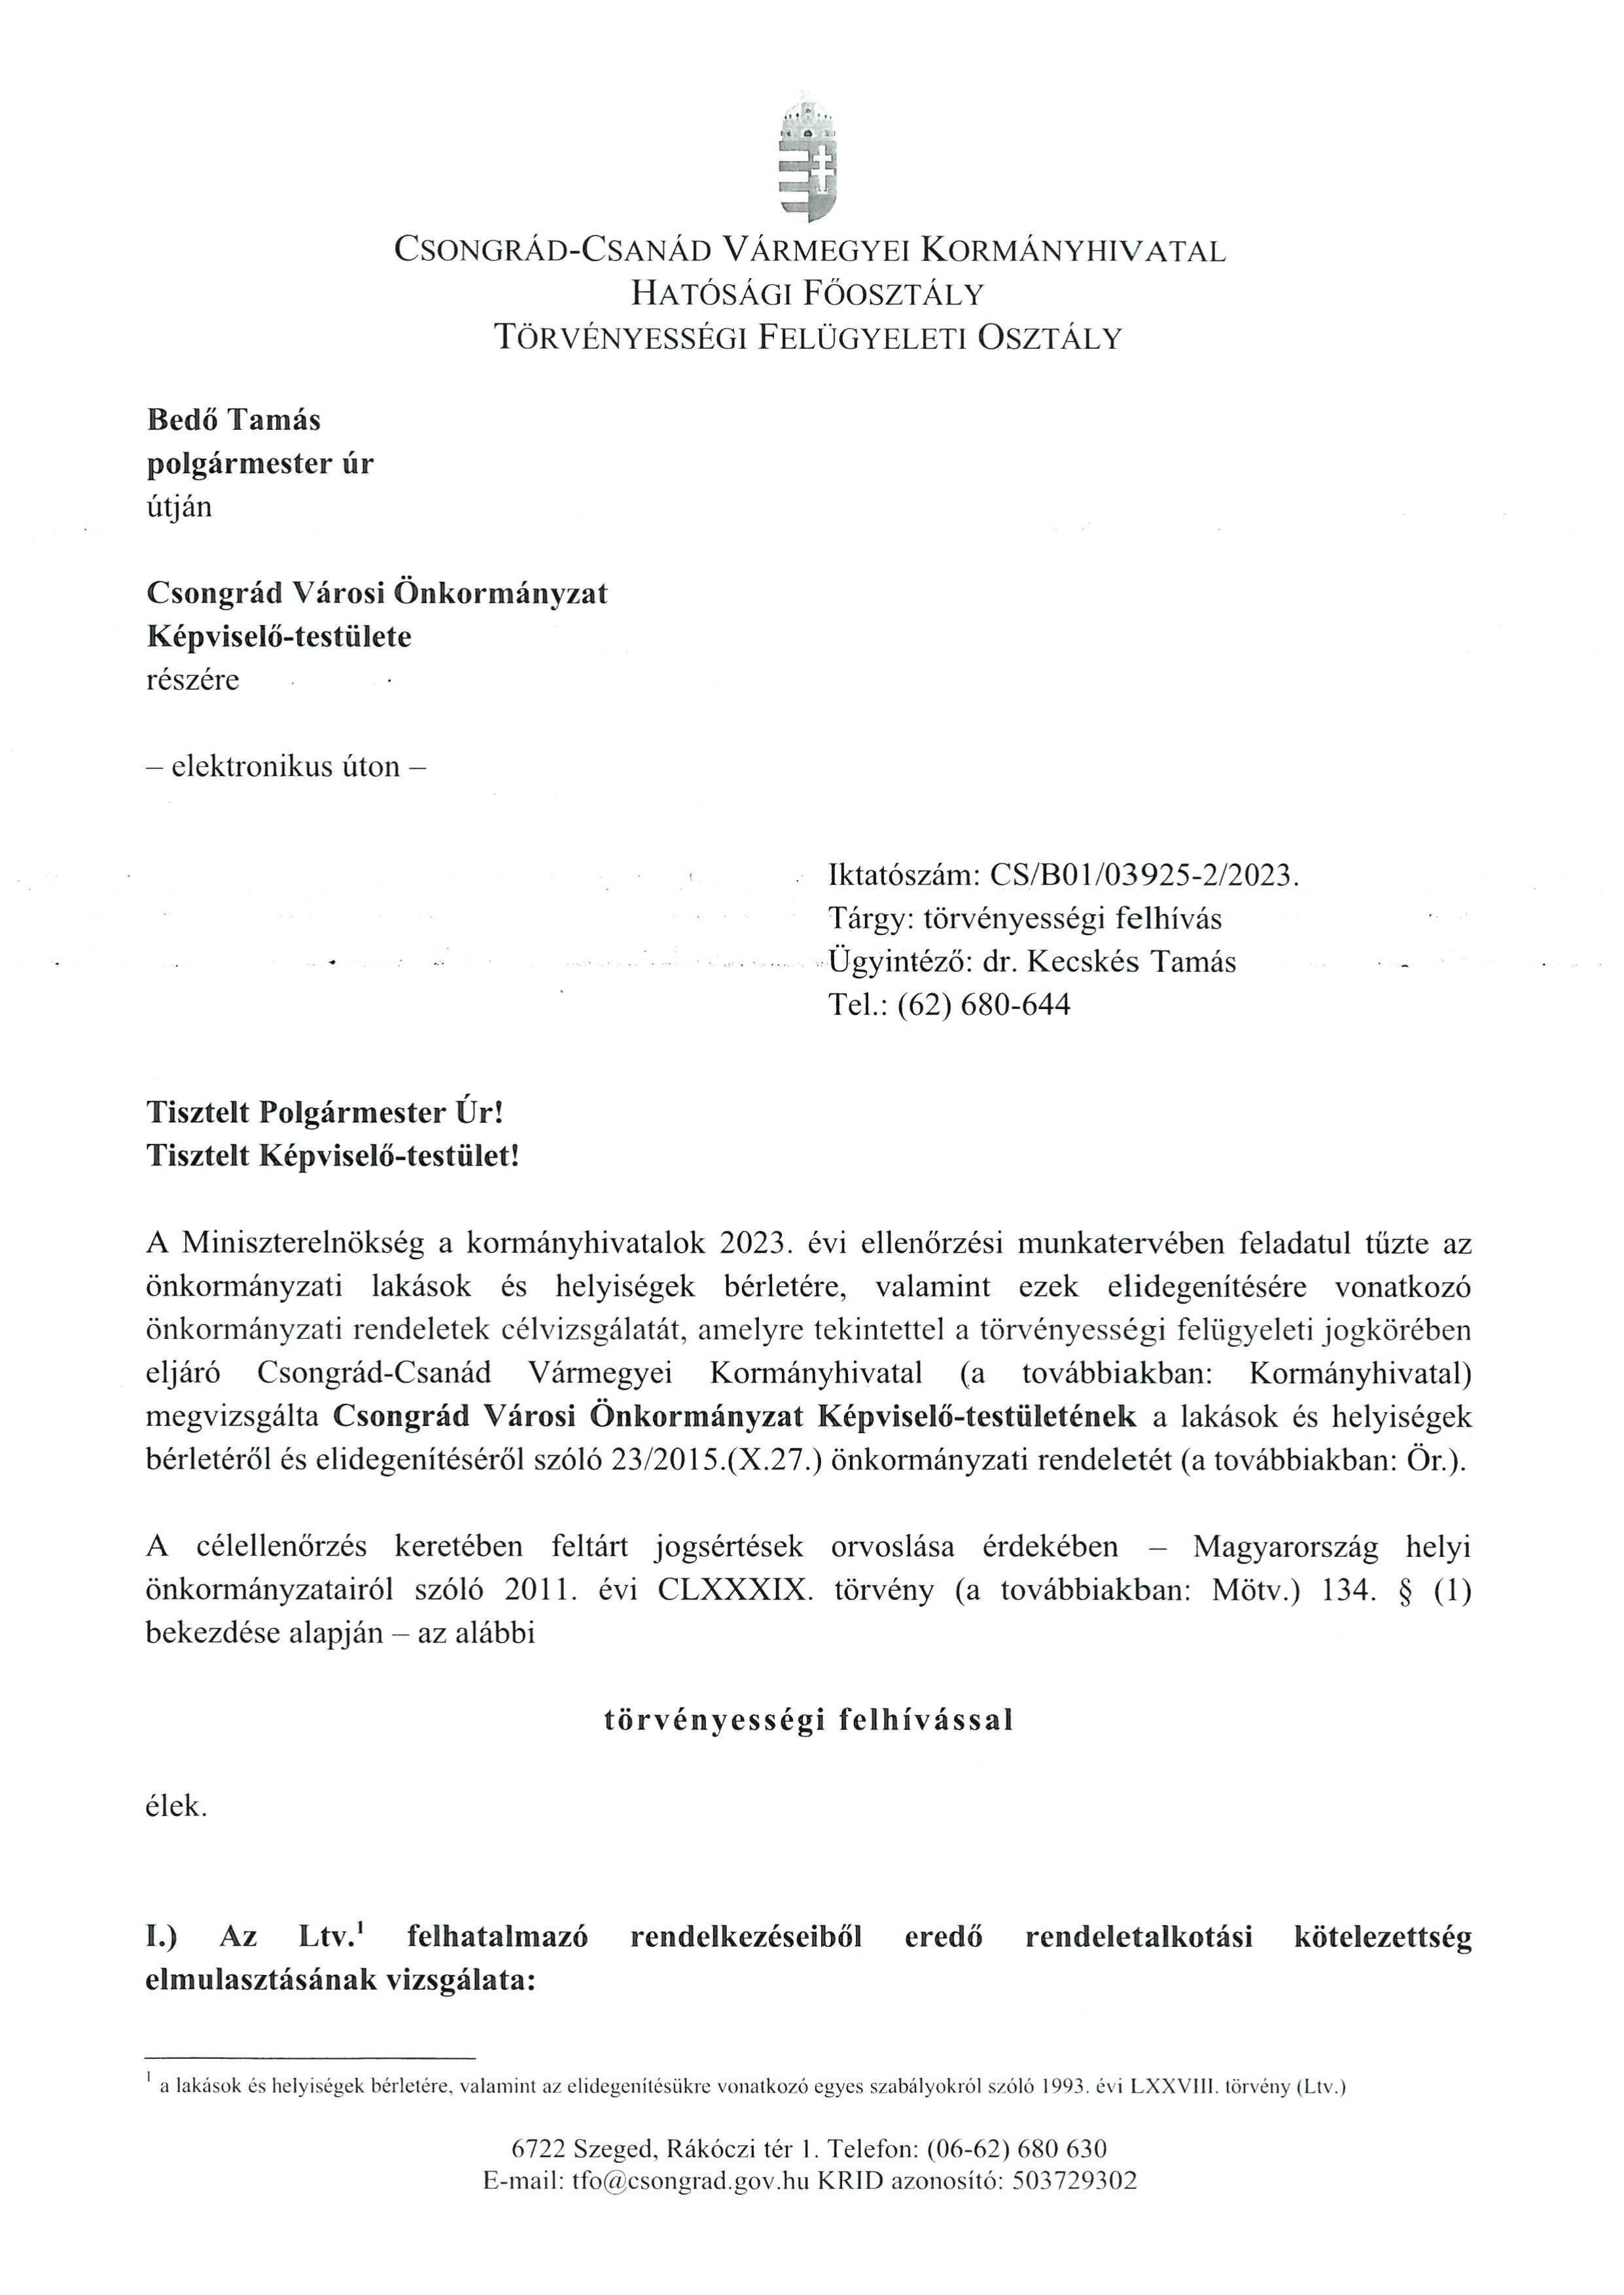 CSONGRÁD-CSANÁD VÁRMEGYEI KORMÁNYHIVATAL
HATÓSÁGI FŐOSZTÁLY
TÖRVÉNYESSÉGI FELÜGYELETI OSZTÁLY
Bedő Tamás
polgármester úr
útján
Csongrád Városi Önkormányzat
Képviselő-testülete
részére
– elektronikus úton –
Iktatószám: CS/B01/03925-2/2023.
Tárgy: törvényességi felhívás
Ügyintéző: dr. Kecskés Tamás
Tel.: (62) 680-644
Tisztelt Polgármester Úr!
Tisztelt Képviselő-testület!
A Miniszterelnökség a kormányhivatalok 2023. évi ellenőrzési munkatervében feladatul tűzte az
önkormányzati lakások és helyiségek bérletére, valamint ezek elidegenítésére vonatkozó
önkormányzati rendeletek célvizsgálatát, amelyre tekintettel a törvényességi felügyeleti jogkörében
eljáró Csongrád-Csanád Vármegyei Kormányhivatal (a továbbiakban: Kormányhivatal)
megvizsgálta Csongrád Városi Önkormányzat Képviselő-testületének a lakások és helyiségek
bérletéről és elidegenítéséről szóló 23/2015.(X.27.) önkormányzati rendeletét (a továbbiakban: Ör.).
A célellenőrzés keretében feltárt jogsértések orvoslása érdekében – Magyarország helyi
önkormányzatairól szóló 2011. évi CLXXXIX. törvény (a továbbiakban: Mötv.) 134. § (1)
bekezdése alapján – az alábbi
törvényességi felhívással
élek.
I.) Az Ltv.¹ felhatalmazó rendelkezéseiből eredő rendeletalkotási kötelezettség
elmulasztásának vizsgálata:
¹ a lakások és helyiségek bérletére, valamint az elidegenítésükre vonatkozó egyes szabályokról szóló 1993. évi LXXVIII. törvény (Ltv.)
6722 Szeged, Rákóczi tér 1. Telefon: (06-62) 680 630
E-mail: tfo@csongrad.gov.hu KRID azonosító: 503729302